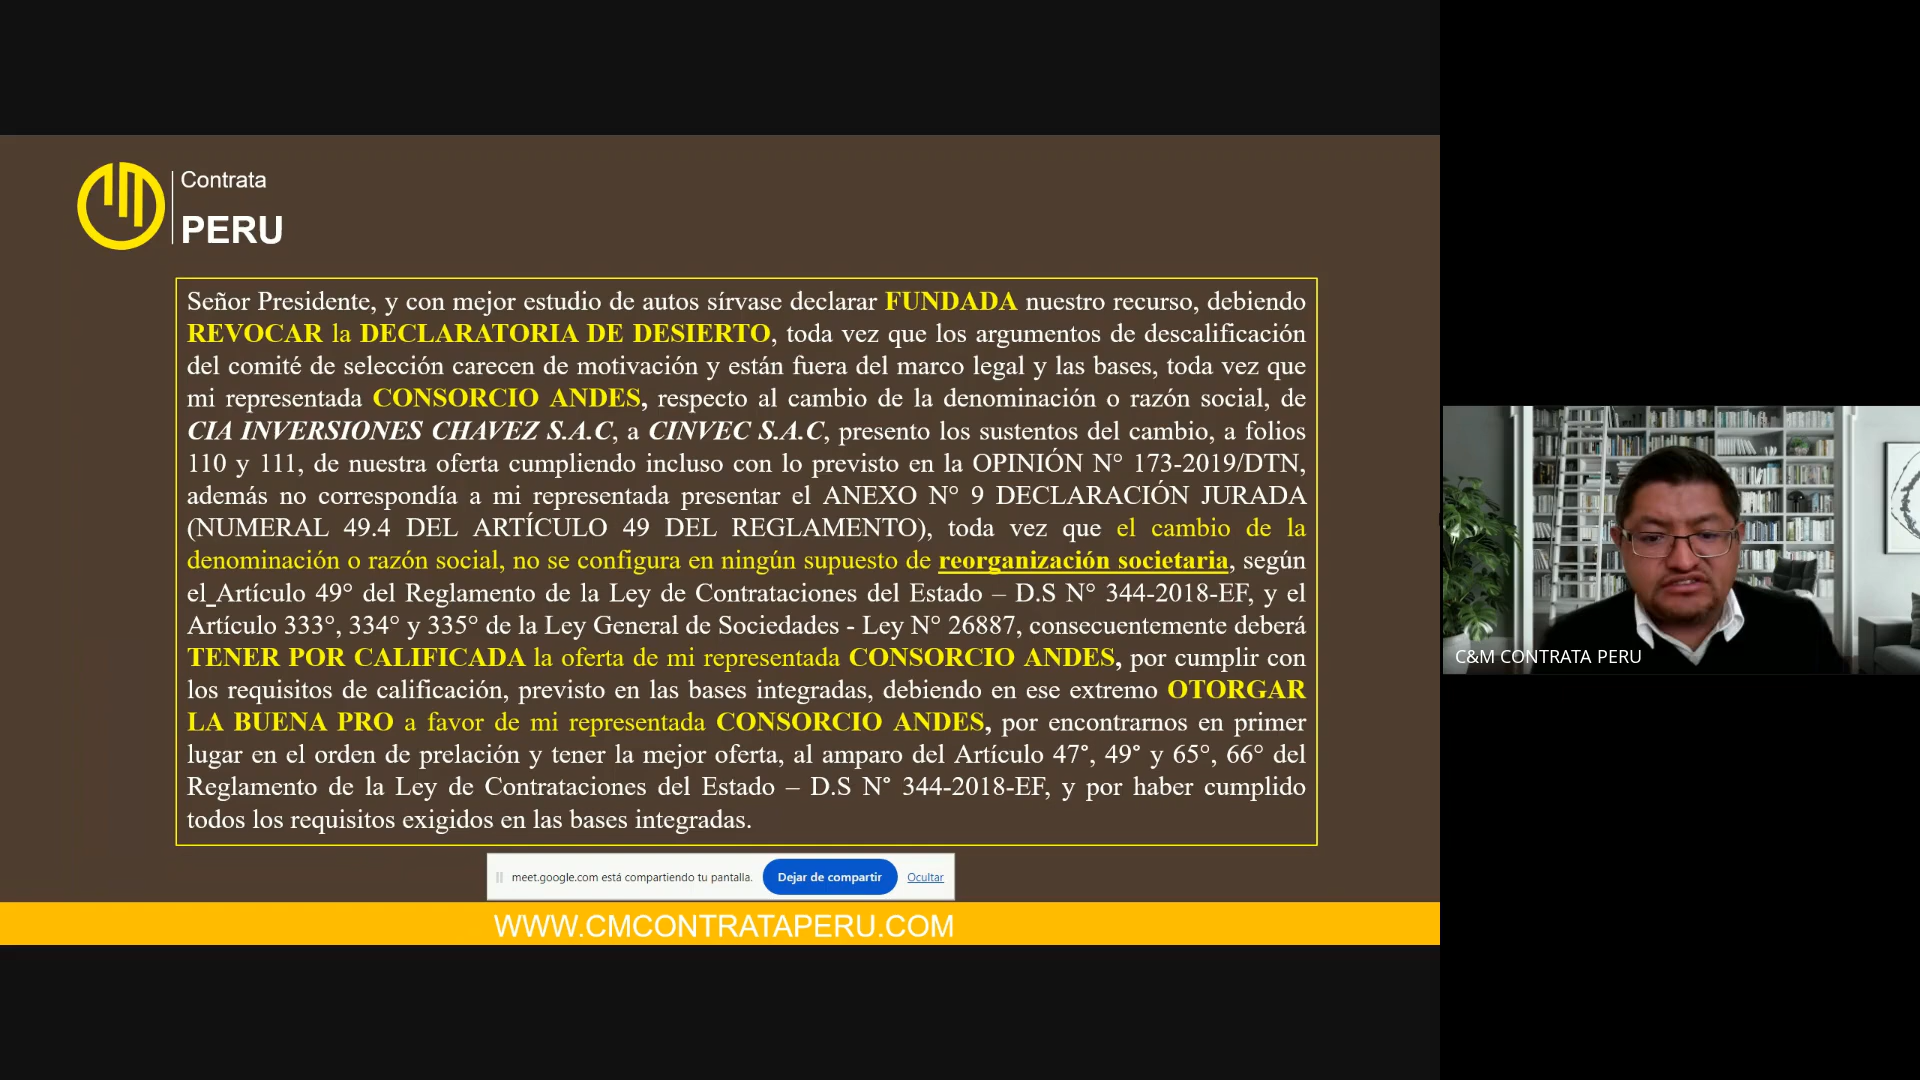 Contrata
PERU
Señor Presidente, y con mejor estudio de autos sírvase declarar FUNDADA nuestro recurso, debiendo
REVOCAR la DECLARATORIA DE DESIERTO, toda vez que los argumentos de descalificación
del comité de selección carecen de motivación y están fuera del marco legal y las bases, toda vez que
mi representada CONSORCIO ANDES, respecto al cambio de la denominación o razón social, de
CIA INVERSIONES CHAVEZ S.A.C, a CINVEC S.A.C, presento los sustentos del cambio, a folios
110 y 111, de nuestra oferta cumpliendo incluso con lo previsto en la OPINIÓN N° 173-2019/DTN,
además no correspondía a mi representada presentar el ANEXO N° 9 DECLARACIÓN JURADA
(NUMERAL 49.4 DEL ARTÍCULO 49 DEL REGLAMENTO), toda vez que el cambio de la
denominación o razón social, no se configura en ningún supuesto de reorganización societaria, según
el Artículo 49° del Reglamento de la Ley de Contrataciones del Estado – D.S N° 344-2018-EF, y el
Artículo 333°, 334° y 335° de la Ley General de Sociedades - Ley N° 26887, consecuentemente deberá
TENER POR CALIFICADA la oferta de mi representada CONSORCIO ANDES, por cumplir con
los requisitos de calificación, previsto en las bases integradas, debiendo en ese extremo OTORGAR
LA BUENA PRO a favor de mi representada CONSORCIO ANDES, por encontrarnos en primer
lugar en el orden de prelación y tener la mejor oferta, al amparo del Artículo 47°, 49° y 65°, 66° del
Reglamento de la Ley de Contrataciones del Estado – D.S N° 344-2018-EF, y por haber cumplido
todos los requisitos exigidos en las bases integradas.
meet.google.com está compartiendo tu pantalla. Dejar de compartir Ocultar
WWW.CMCONTRATAPERU.COM
C&M CONTRATA PERU